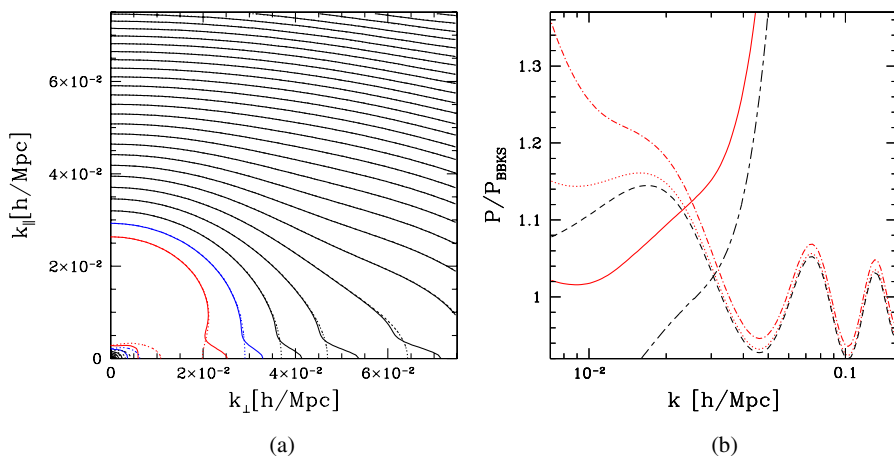 6×10⁻²
4×10⁻²
2×10⁻²
0
k∥[h/Mpc]
0 2×10⁻² 4×10⁻² 6×10⁻²
k⊥[h/Mpc]
(a)
1.3
1.2
1.1
1
P/P_BBKS
10⁻² 0.1
k [h/Mpc]
(b)